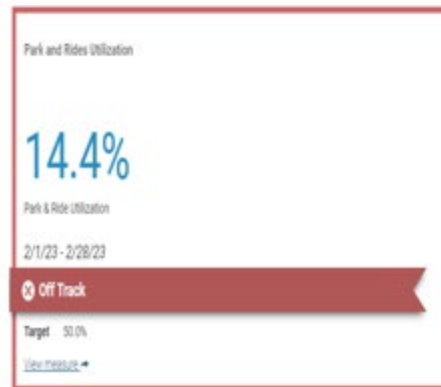 Park and Rides Utilization
14.4%
Park & Ride Utilization
2/1/23 - 2/28/23
Off Track
Target 50.0%
View measure